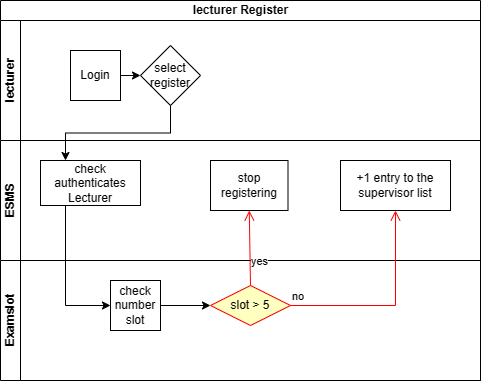 lecturer Register
lecturer
Login
select
register
ESMS
check
authenticates
Lecturer
stop
registering
+1 entry to the
supervisor list
yes
Examslot
check
number
slot
slot > 5
no